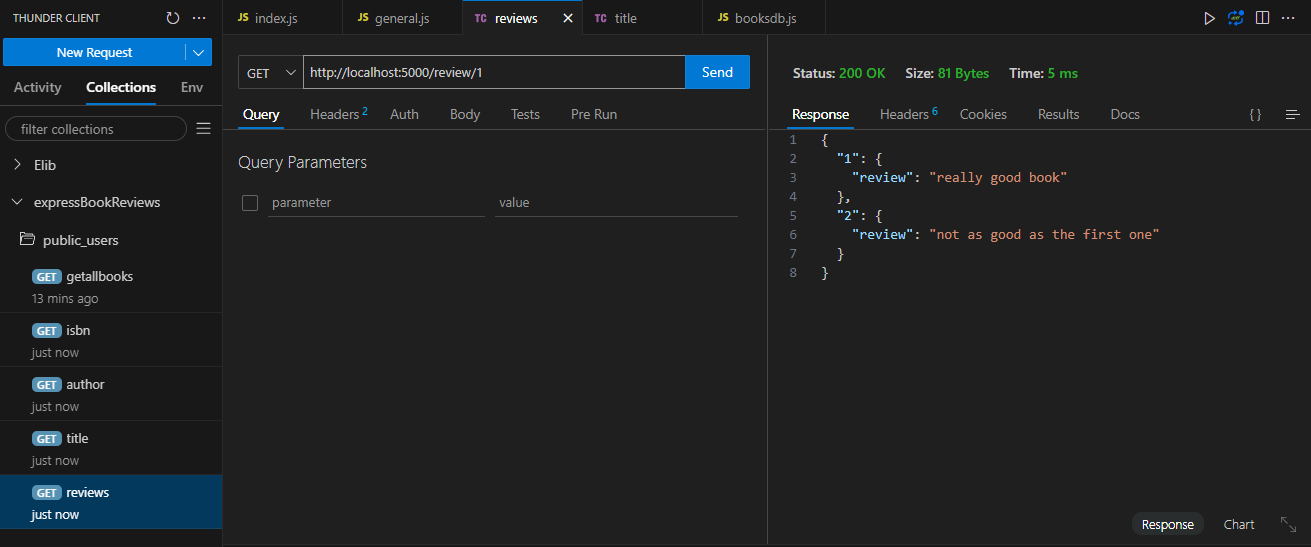 THUNDER CLIENT
New Request
Activity Collections Env
filter collections
Elib
expressBookReviews
public_users
GET getallbooks
13 mins ago
GET isbn
just now
GET author
just now
GET title
just now
GET reviews
just now
JS index.js JS general.js TC reviews TC title JS booksdb.js
GET http://localhost:5000/review/1 Send
Query Headers 2 Auth Body Tests Pre Run
Query Parameters
parameter value
Status: 200 OK Size: 81 Bytes Time: 5 ms
Response Headers 6 Cookies Results Docs { }
1 {
2 "1": {
3 "review": "really good book"
4 },
5 "2": {
6 "review": "not as good as the first one"
7 }
8 }
Response Chart